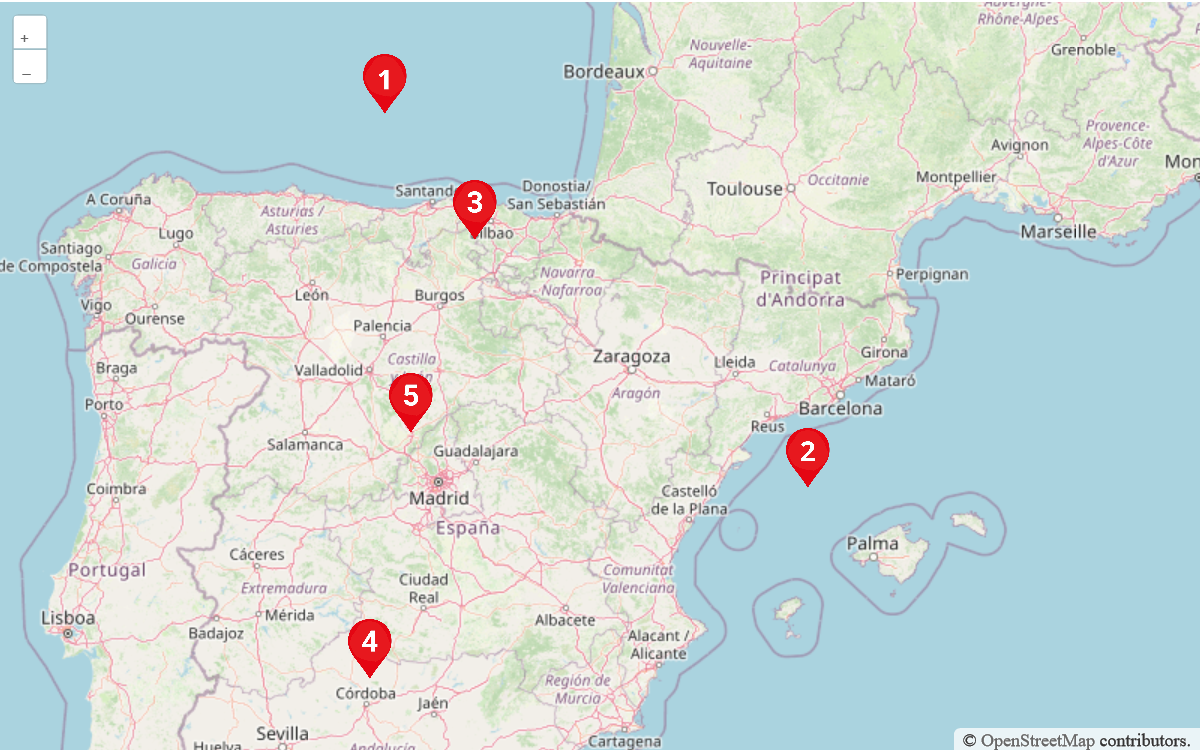 +
−
1
Auvergne-
Rhône-Alpes
Grenoble
Nouvelle-
Aquitaine
Bordeaux
Provence-
Alpes-Côte
d'Azur
Avignon
Mon
Montpellier
Toulouse
Occitanie
Marseille
A Coruña
Santand
3
Donostia/
San Sebastián
Asturias /
Asturies
Lugo
Bilbao
Santiago
de Compostela
Galicia
Navarra
- Nafarroa
Principat
d'Andorra
Perpignan
León
Burgos
Vigo
Ourense
Palencia
Castilla
y León
Zaragoza
Lleida
Catalunya
Girona
Braga
Valladolid
Mataró
Aragón
5
Porto
Barcelona
Reus
Salamanca
Guadalajara
2
Madrid
Coimbra
Castelló
de la Plana
España
Palma
Cáceres
Portugal
Extremadura
Ciudad
Real
Comunitat
Valenciana
Lisboa
Mérida
Badajoz
Albacete
4
Alacant /
Alicante
Córdoba
Jaén
Región de
Murcia
Sevilla
Huelva
Andalucía
Cartagena
© OpenStreetMap contributors.